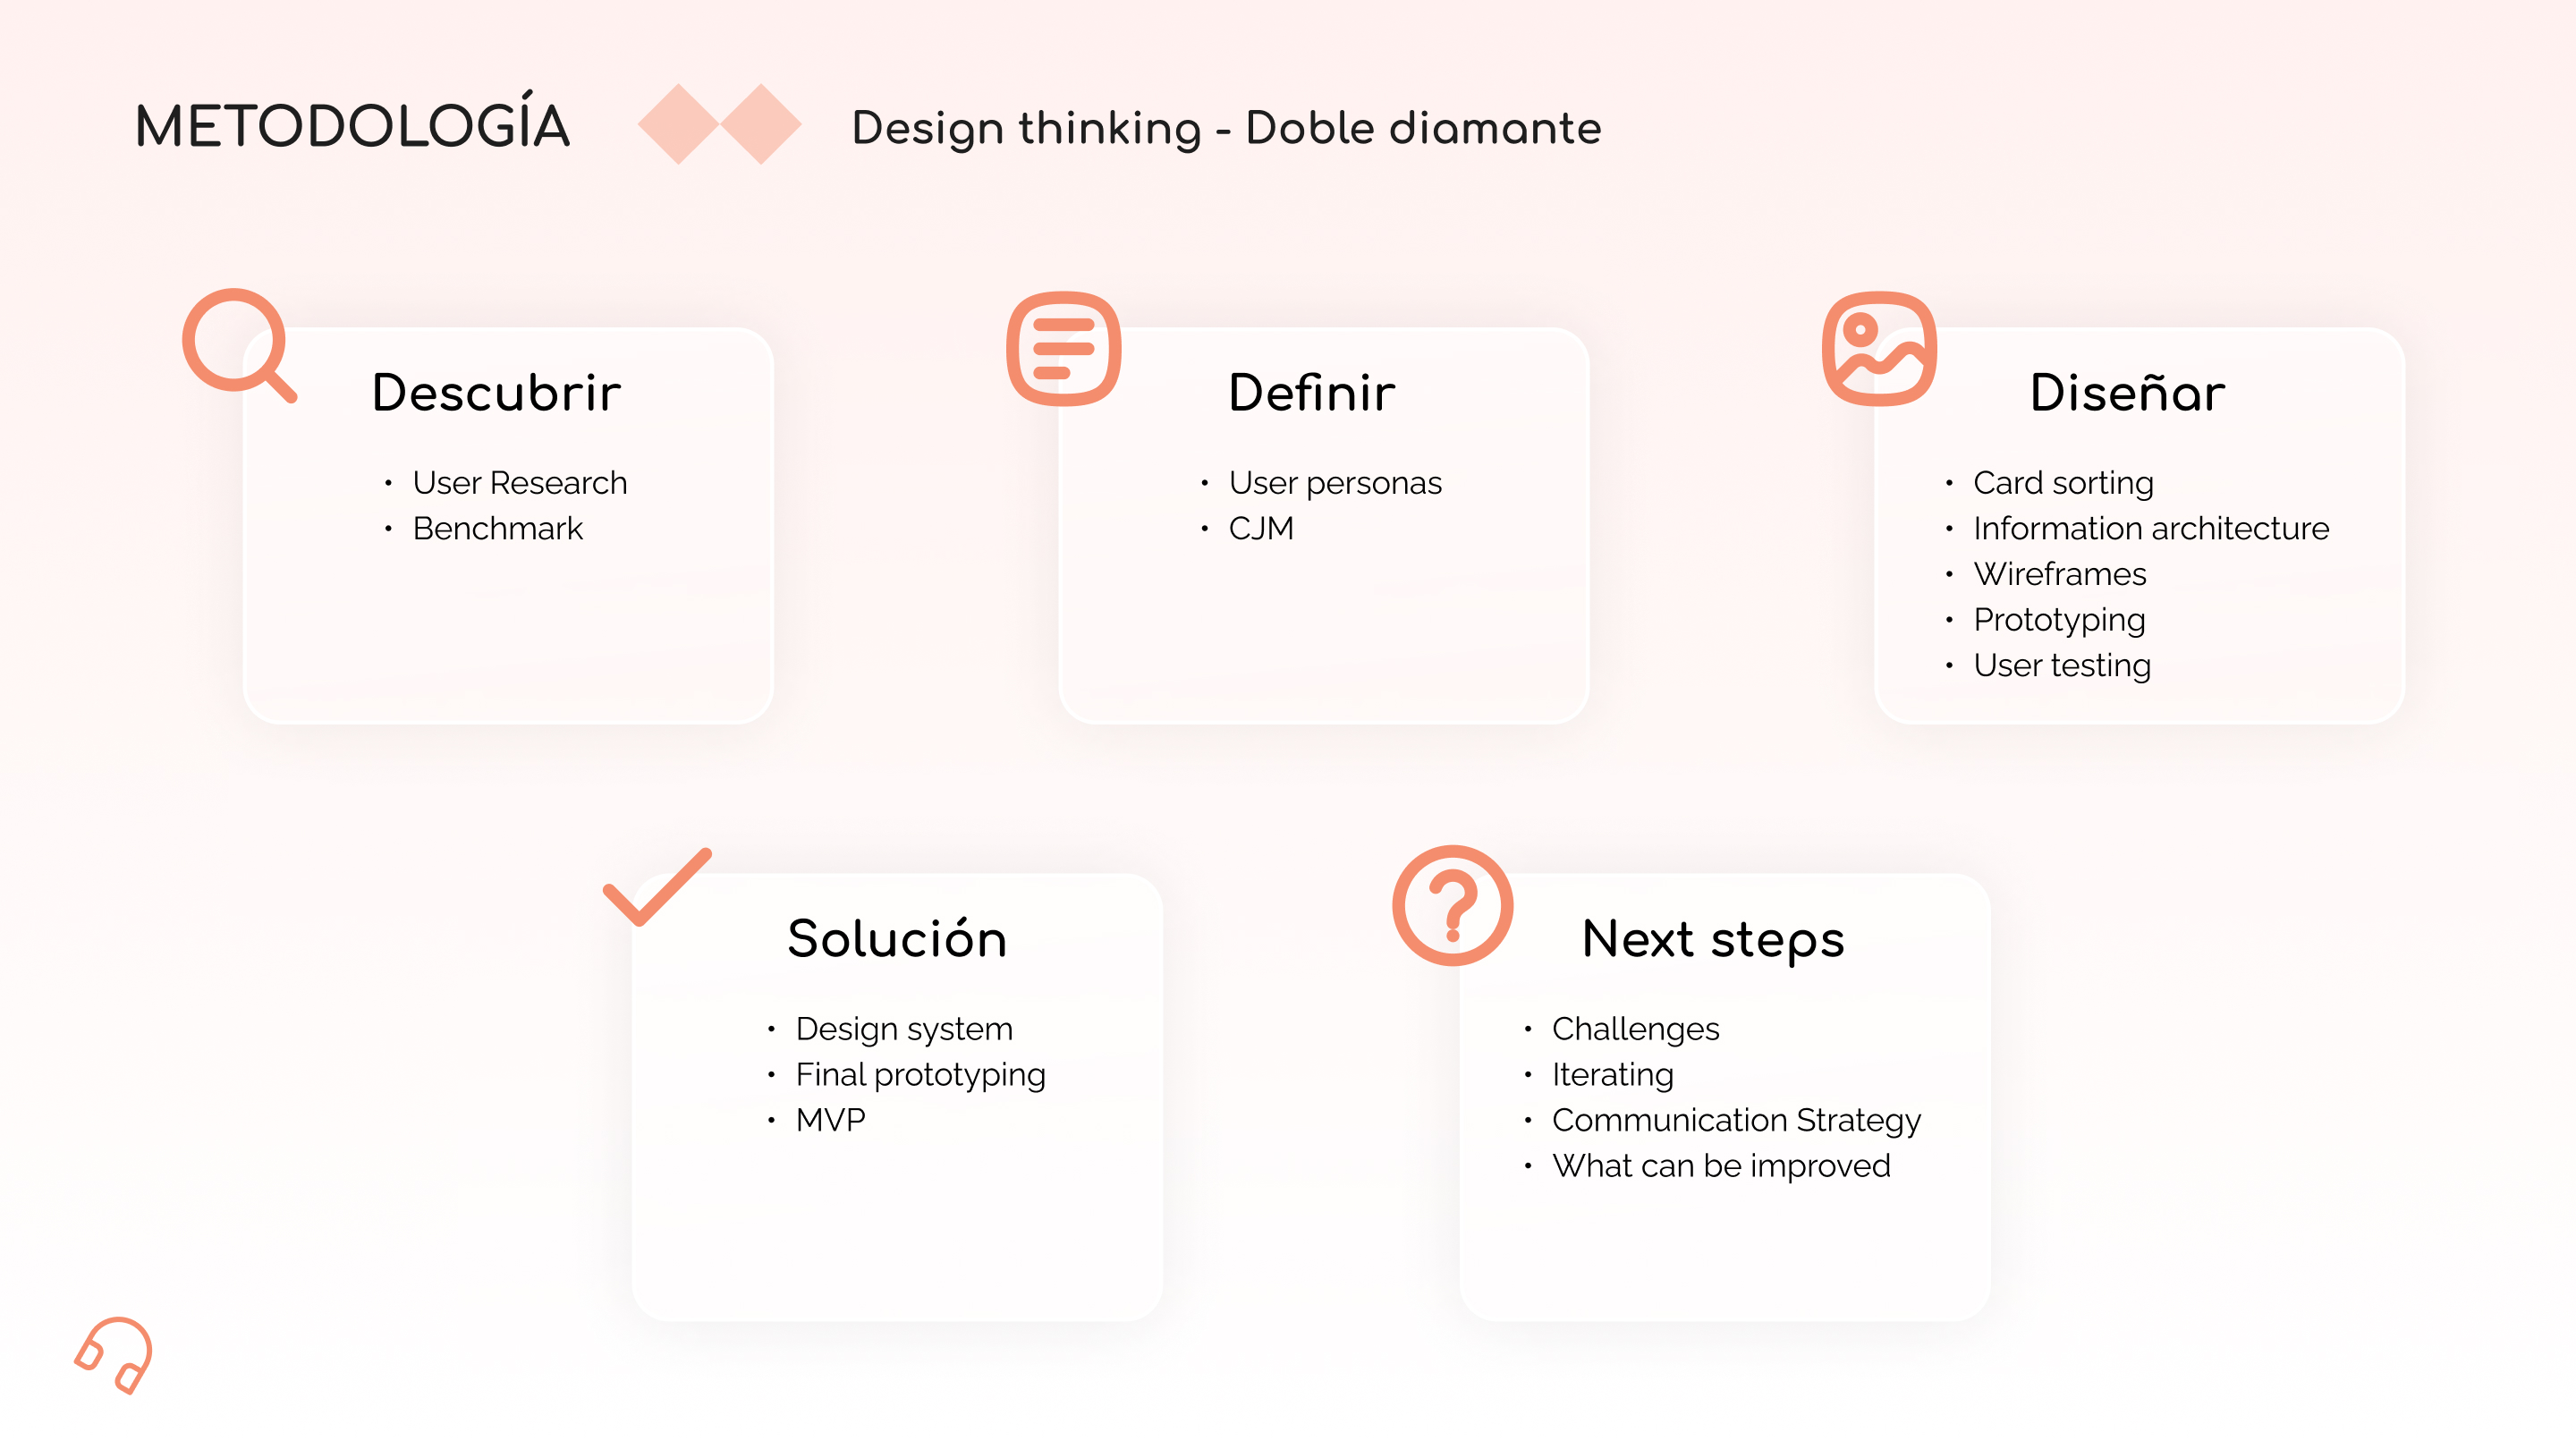 METODOLOGÍA
Design thinking - Doble diamante
Descubrir
• User Research
• Benchmark
Definir
• User personas
• CJM
Diseñar
• Card sorting
• Information architecture
• Wireframes
• Prototyping
• User testing
Solución
• Design system
• Final prototyping
• MVP
Next steps
• Challenges
• Iterating
• Communication Strategy
• What can be improved